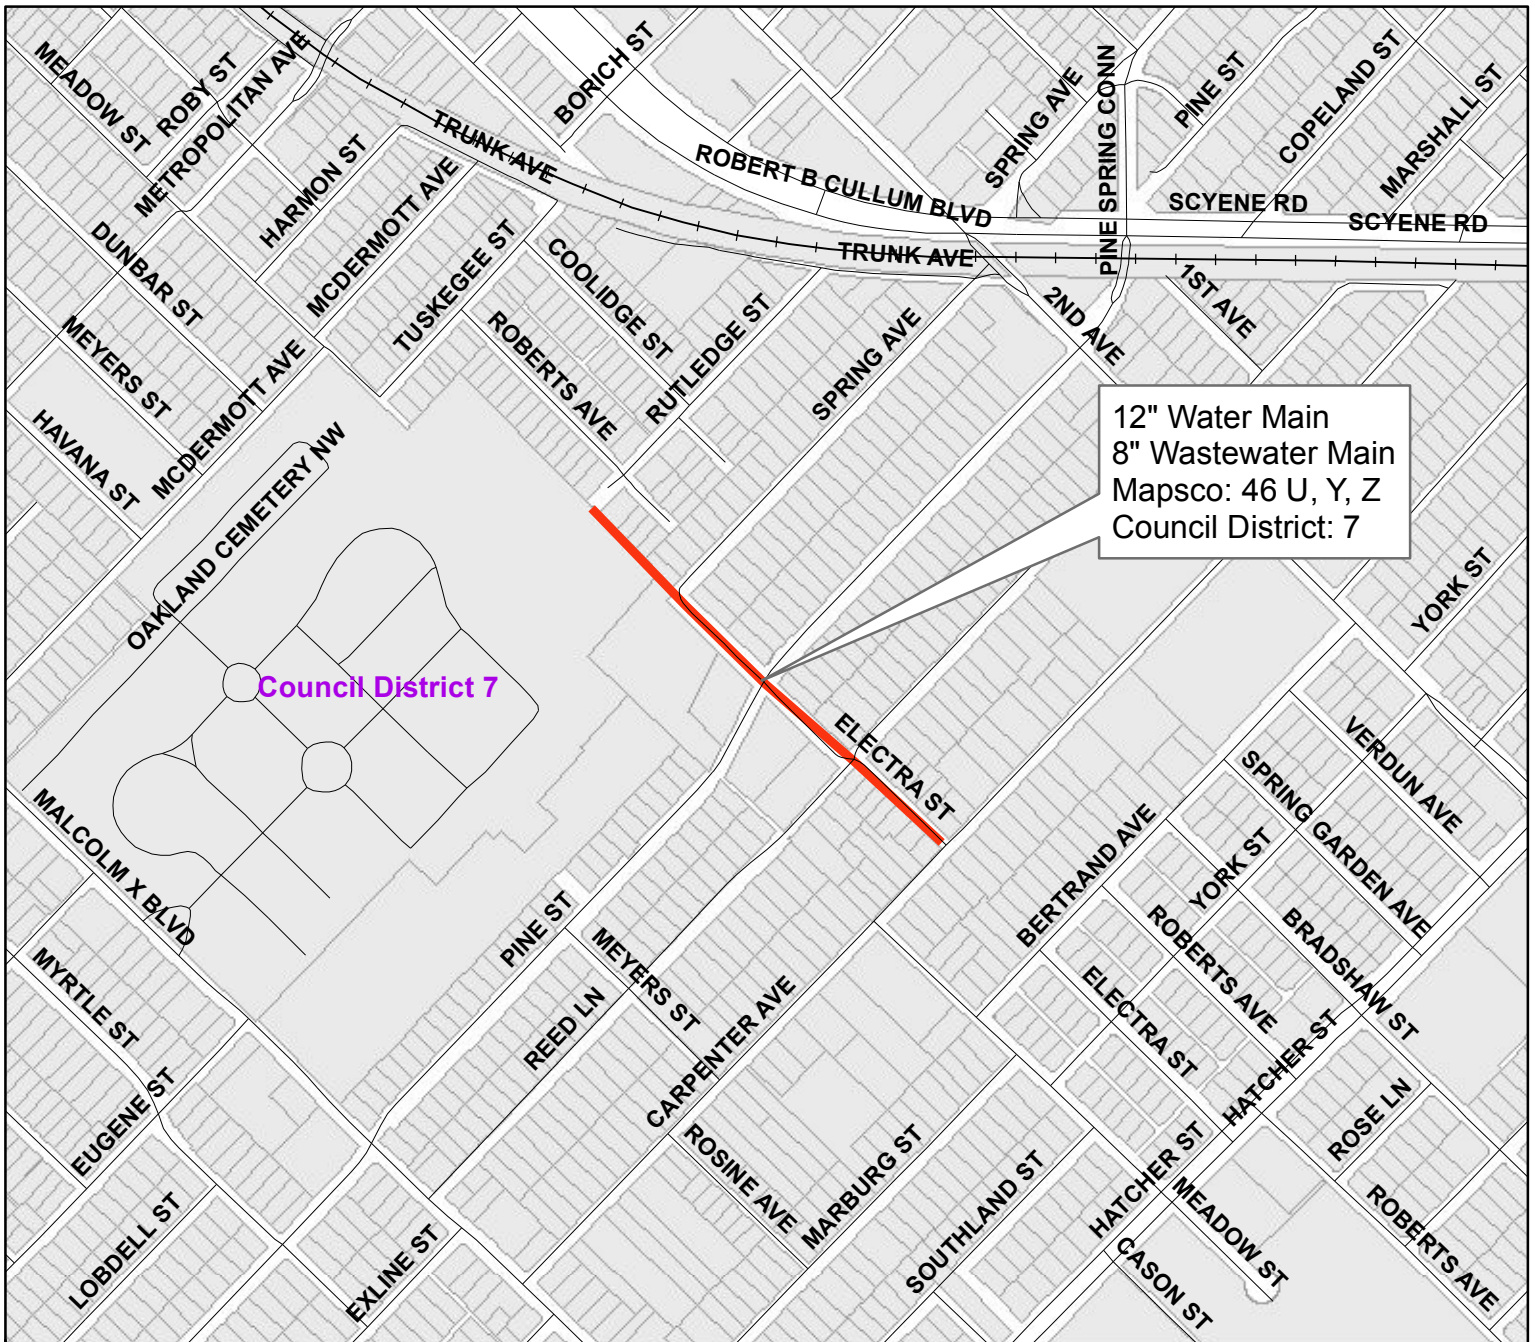 MEADOW ST
ROBY ST
METROPOLITAN AVE
BORICH ST
TRUNK AVE
HARMON ST
MCDERMOTT AVE
TUSKEGEE ST
ROBERT B CULLUM BLVD
SPRING AVE
PINE SPRING CONN
PINE ST
COPELAND ST
MARSHALL ST
SCYENE RD
SCYENE RD
TRUNK AVE
DUNBAR ST
COOLIDGE ST
ROBERTS AVE
RUTLEDGE ST
SPRING AVE
2ND AVE
1ST AVE
MEYERS ST
MCDERMOTT AVE
HAVANA ST
OAKLAND CEMETERY NW
12" Water Main
8" Wastewater Main
Mapsco: 46 U, Y, Z
Council District: 7
YORK ST
Council District 7
ELECTRA ST
VERDUN AVE
SPRING GARDEN AVE
MALCOLM X BLVD
BERTRAND AVE
YORK ST
BRADSHAW ST
ROBERTS AVE
PINE ST
MEYERS ST
ELECTRA ST
MYRTLE ST
REED LN
CARPENTER AVE
HATCHER ST
EUGENE ST
ROSE LN
ROSINE AVE
MARBURG ST
HATCHER ST
SOUTHLAND ST
MEADOW ST
ROBERTS AVE
LOBDELL ST
EXLINE ST
CASON ST